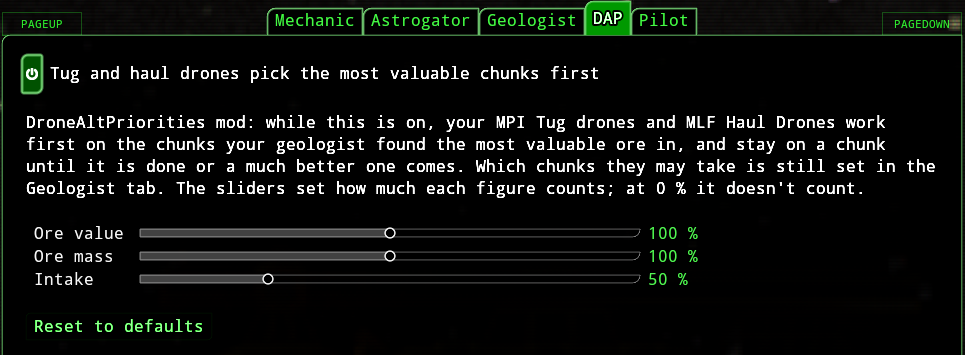 PAGEUP
Mechanic
Astrogator
Geologist
DAP
Pilot
PAGEDOWN
Tug and haul drones pick the most valuable chunks first
DroneAltPriorities mod: while this is on, your MPI Tug drones and MLF Haul Drones work
first on the chunks your geologist found the most valuable ore in, and stay on a chunk
until it is done or a much better one comes. Which chunks they may take is still set in the
Geologist tab. The sliders set how much each figure counts; at 0 % it doesn't count.
Ore value 100 %
Ore mass 100 %
Intake 50 %
Reset to defaults